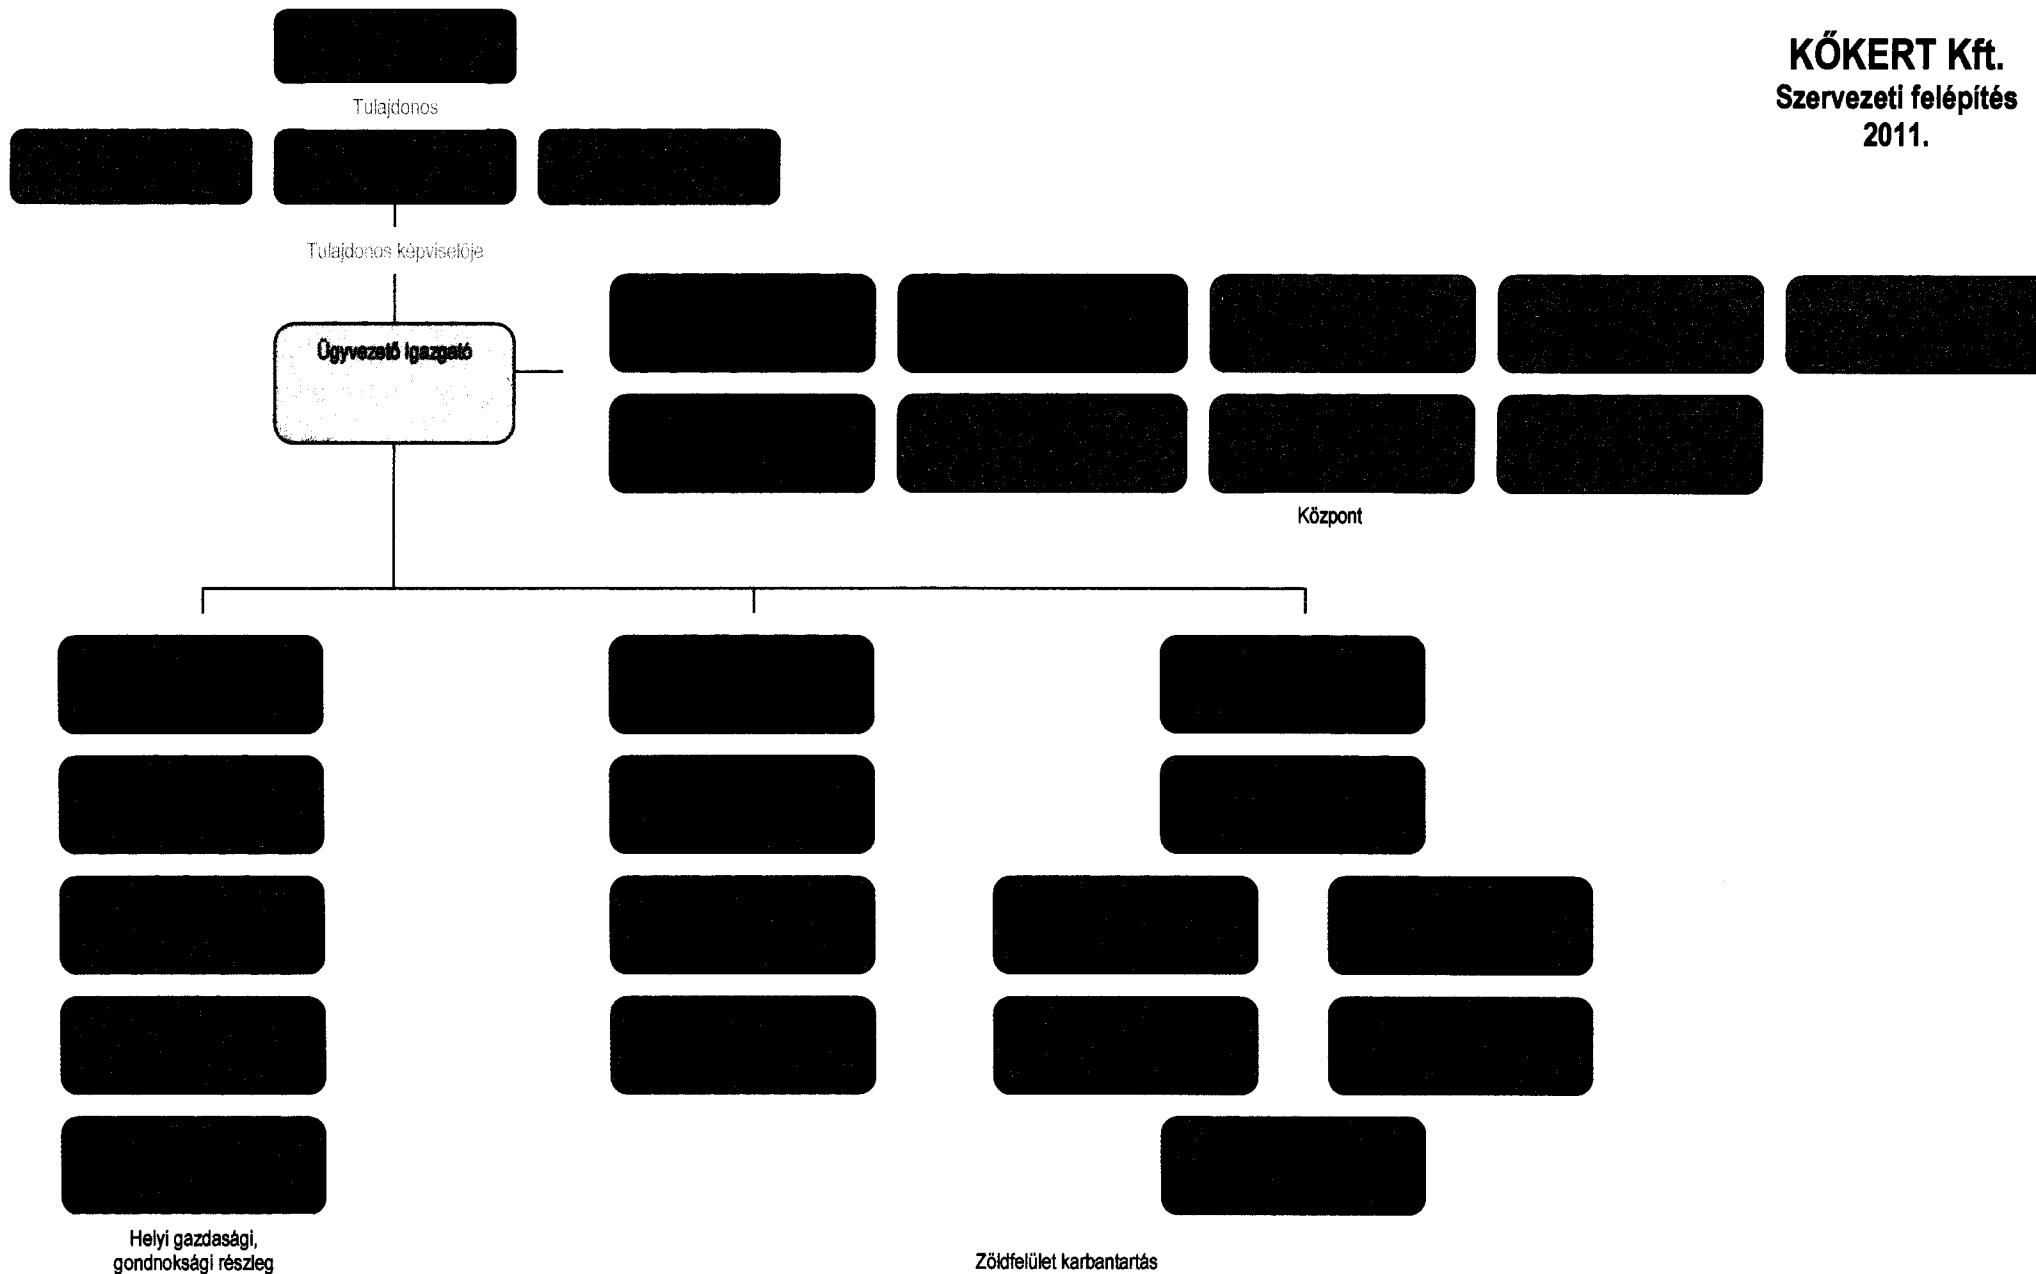 KŐKERT Kft.
Szervezeti felépítés
2011.
Tulajdonos
Tulajdonos képviselője
Ügyvezető igazgató
Központ
Helyi gazdasági,
gondnoksági részleg
Zöldfelület karbantartás